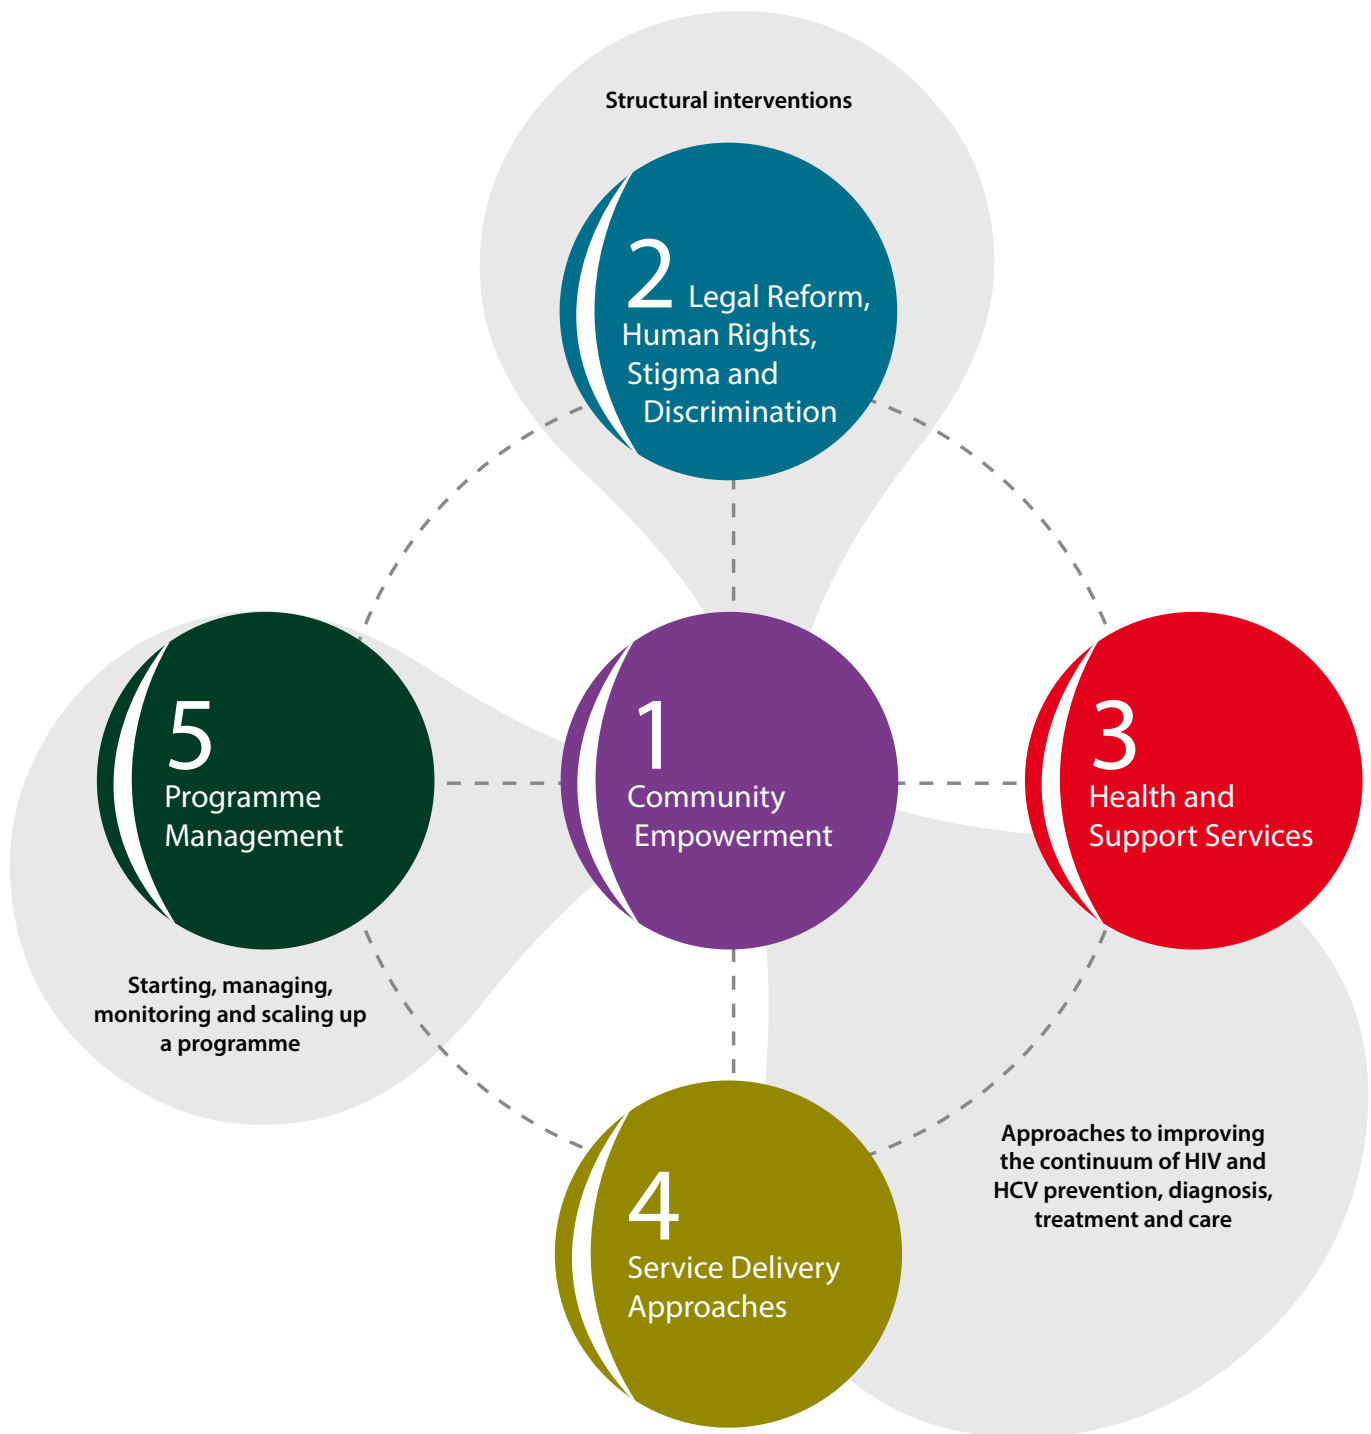 Structural interventions
2 Legal Reform,
Human Rights,
Stigma and
Discrimination
5
Programme
Management
1
Community
Empowerment
3
Health and
Support Services
Starting, managing,
monitoring and scaling up
a programme
Approaches to improving
the continuum of HIV and
HCV prevention, diagnosis,
treatment and care
4
Service Delivery
Approaches